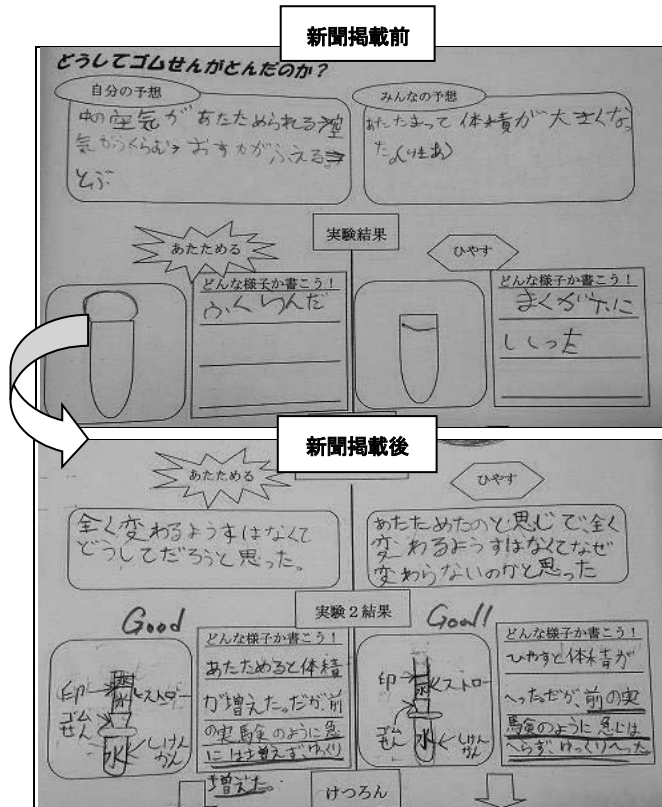 新聞掲載前
どうしてゴムせんがとんだのか？
自分の予想
中の空気があたためられる→空
気がふくらむ→おす力がふえる→
とぶ
みんなの予想
あたたまって体積が大きくなっ
た。
実験結果
あたためる
どんな様子か書こう！
ふくらんだ
ひやす
どんな様子か書こう！
まくが下に
新聞掲載後
あたためる
全く変わるようすはなくて
どうしてだろうと思った。
ひやす
あたためたのと同じで全く
変わるようすはなくてなぜ
変わらないのかと思った
実験２結果
Good
印
水
ストロー
ゴム
せん
水
しけん
かん
どんな様子か書こう！
あたためると体積
が増えた。だが、前
の実験のように急
には増えず、ゆっくり
増えた。
Good!!
印
水
ストロー
ゴム
せん
水
しけん
かん
どんな様子か書こう！
ひやすと体積が
へった。だが、前の実
験のように急には
へらず、ゆっくりへった
けつろん